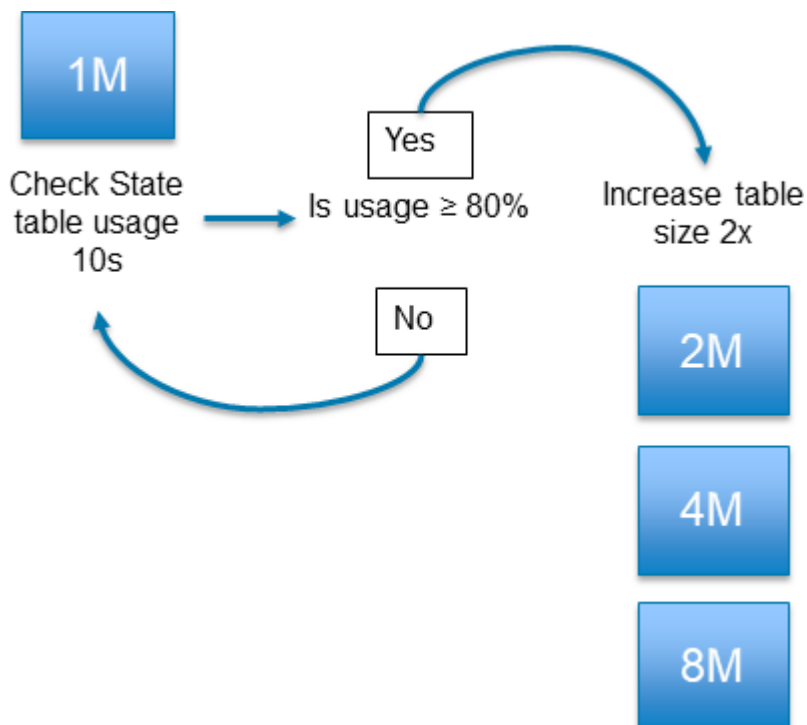 1M
Check State
table usage
10s
Yes
Is usage ≥ 80%
No
Increase table
size 2x
2M
4M
8M